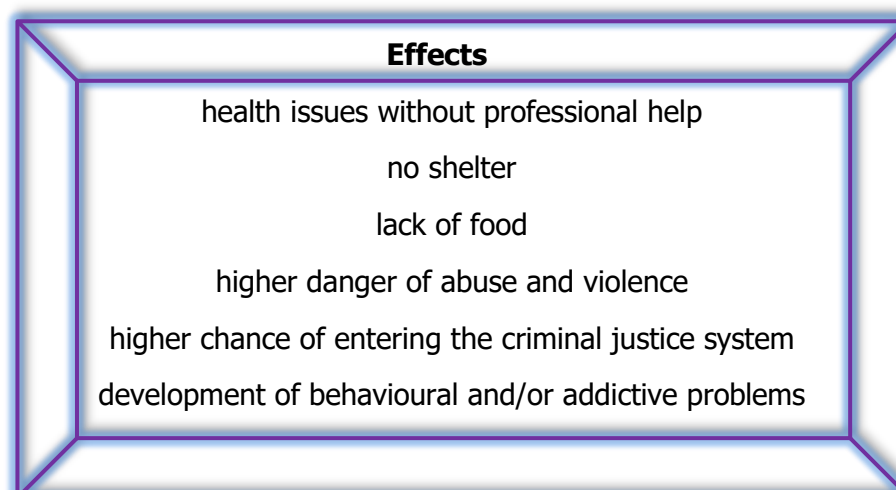 Effects
health issues without professional help
no shelter
lack of food
higher danger of abuse and violence
higher chance of entering the criminal justice system
development of behavioural and/or addictive problems